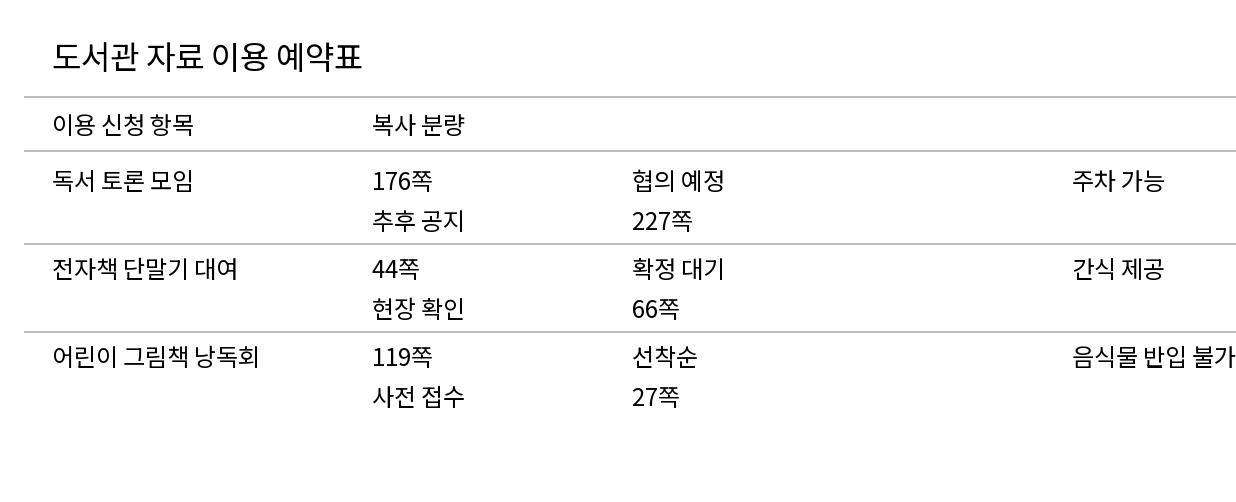 도서관 자료 이용 예약표
이용 신청 항목 복사 분량
독서 토론 모임 176쪽 협의 예정 주차 가능
추후 공지 227쪽
전자책 단말기 대여 44쪽 확정 대기 간식 제공
현장 확인 66쪽
어린이 그림책 낭독회 119쪽 선착순 음식물 반입 불가
사전 접수 27쪽